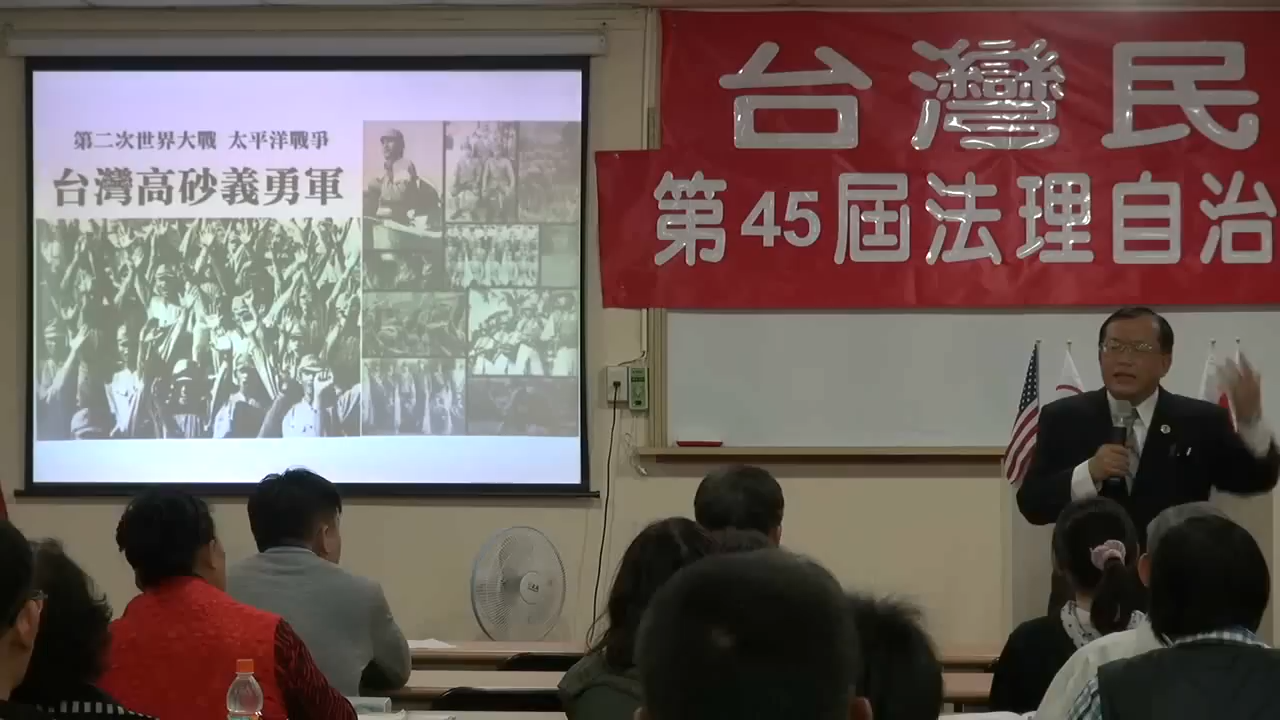 第二次世界大戰 太平洋戰爭
台灣高砂義勇軍
台灣民
第45屆法理自治